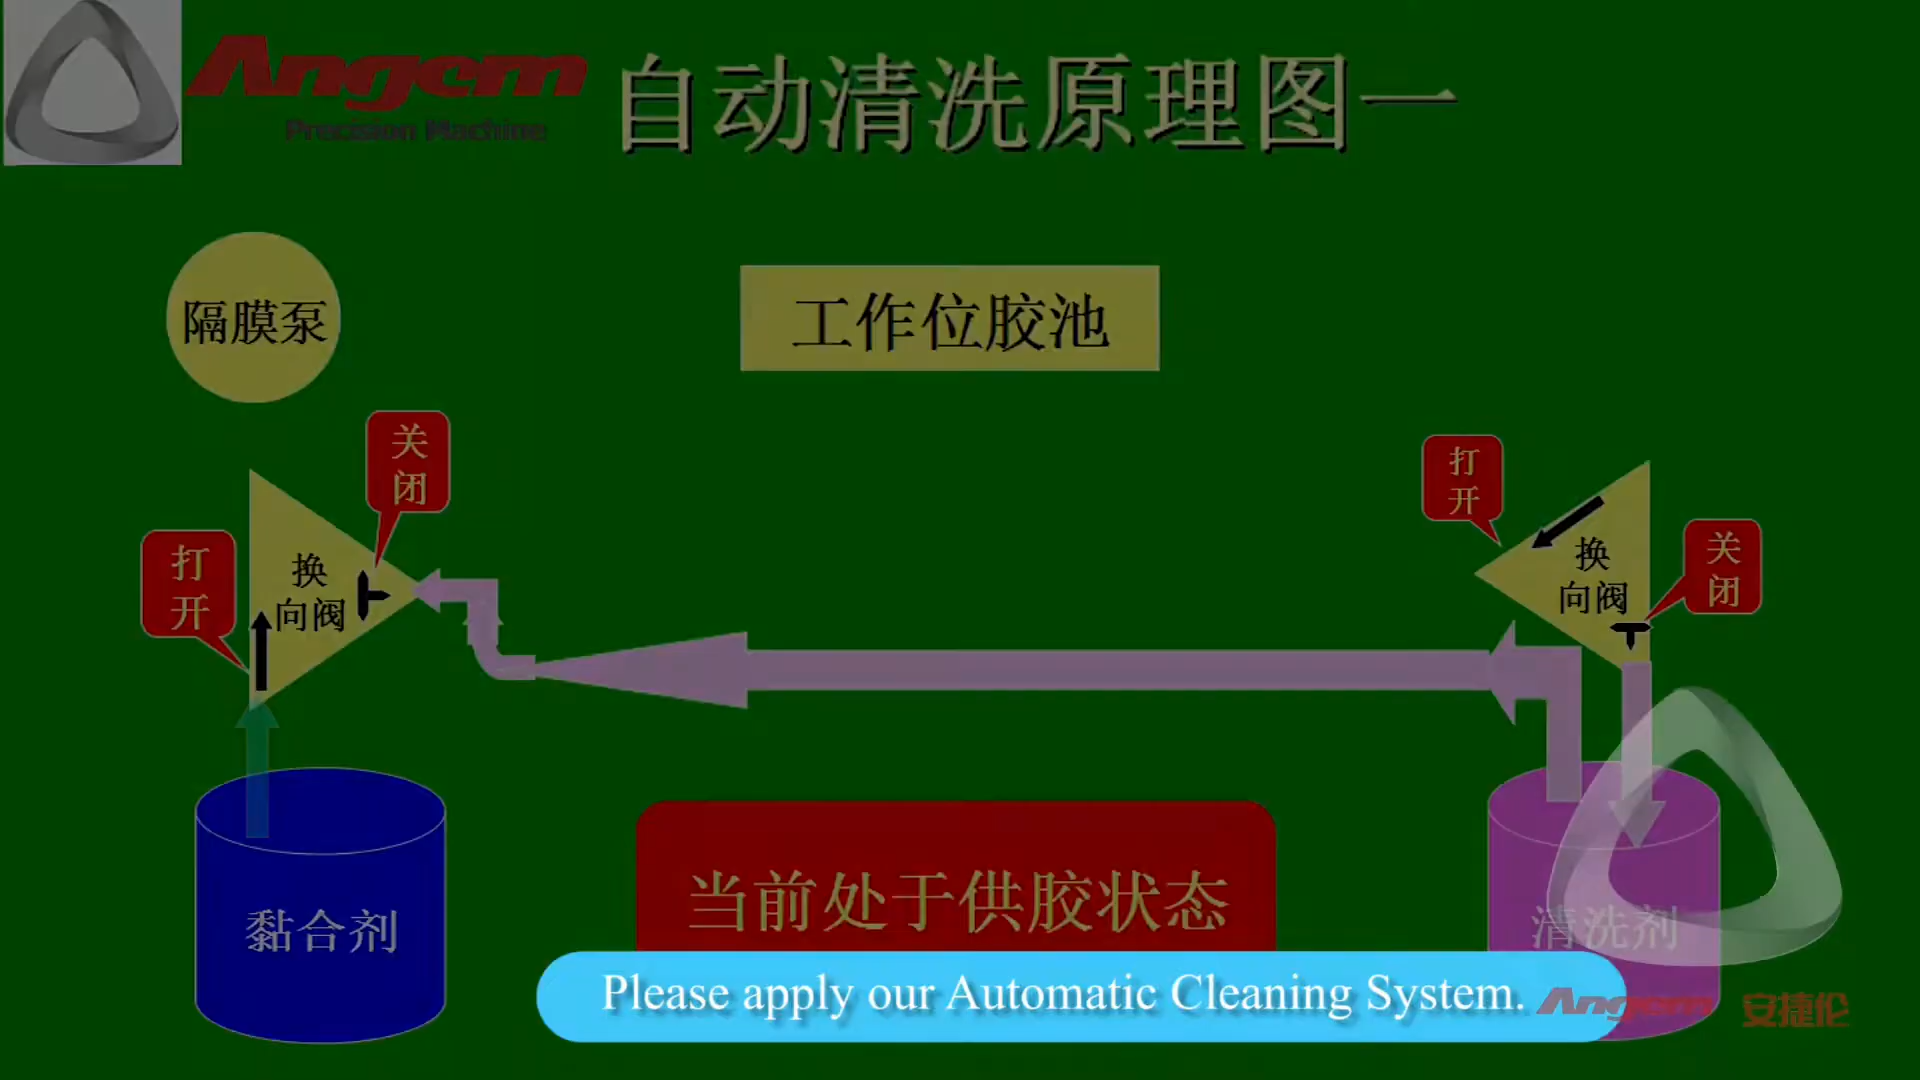 Angem
Precision Machine
自动清洗原理图一
隔膜泵
工作位胶池
关
闭
打
开
换
向阀
打
开
换
向阀
关
闭
黏合剂
当前处于供胶状态
清洗剂
Please apply our Automatic Cleaning System.
Angem 安捷伦